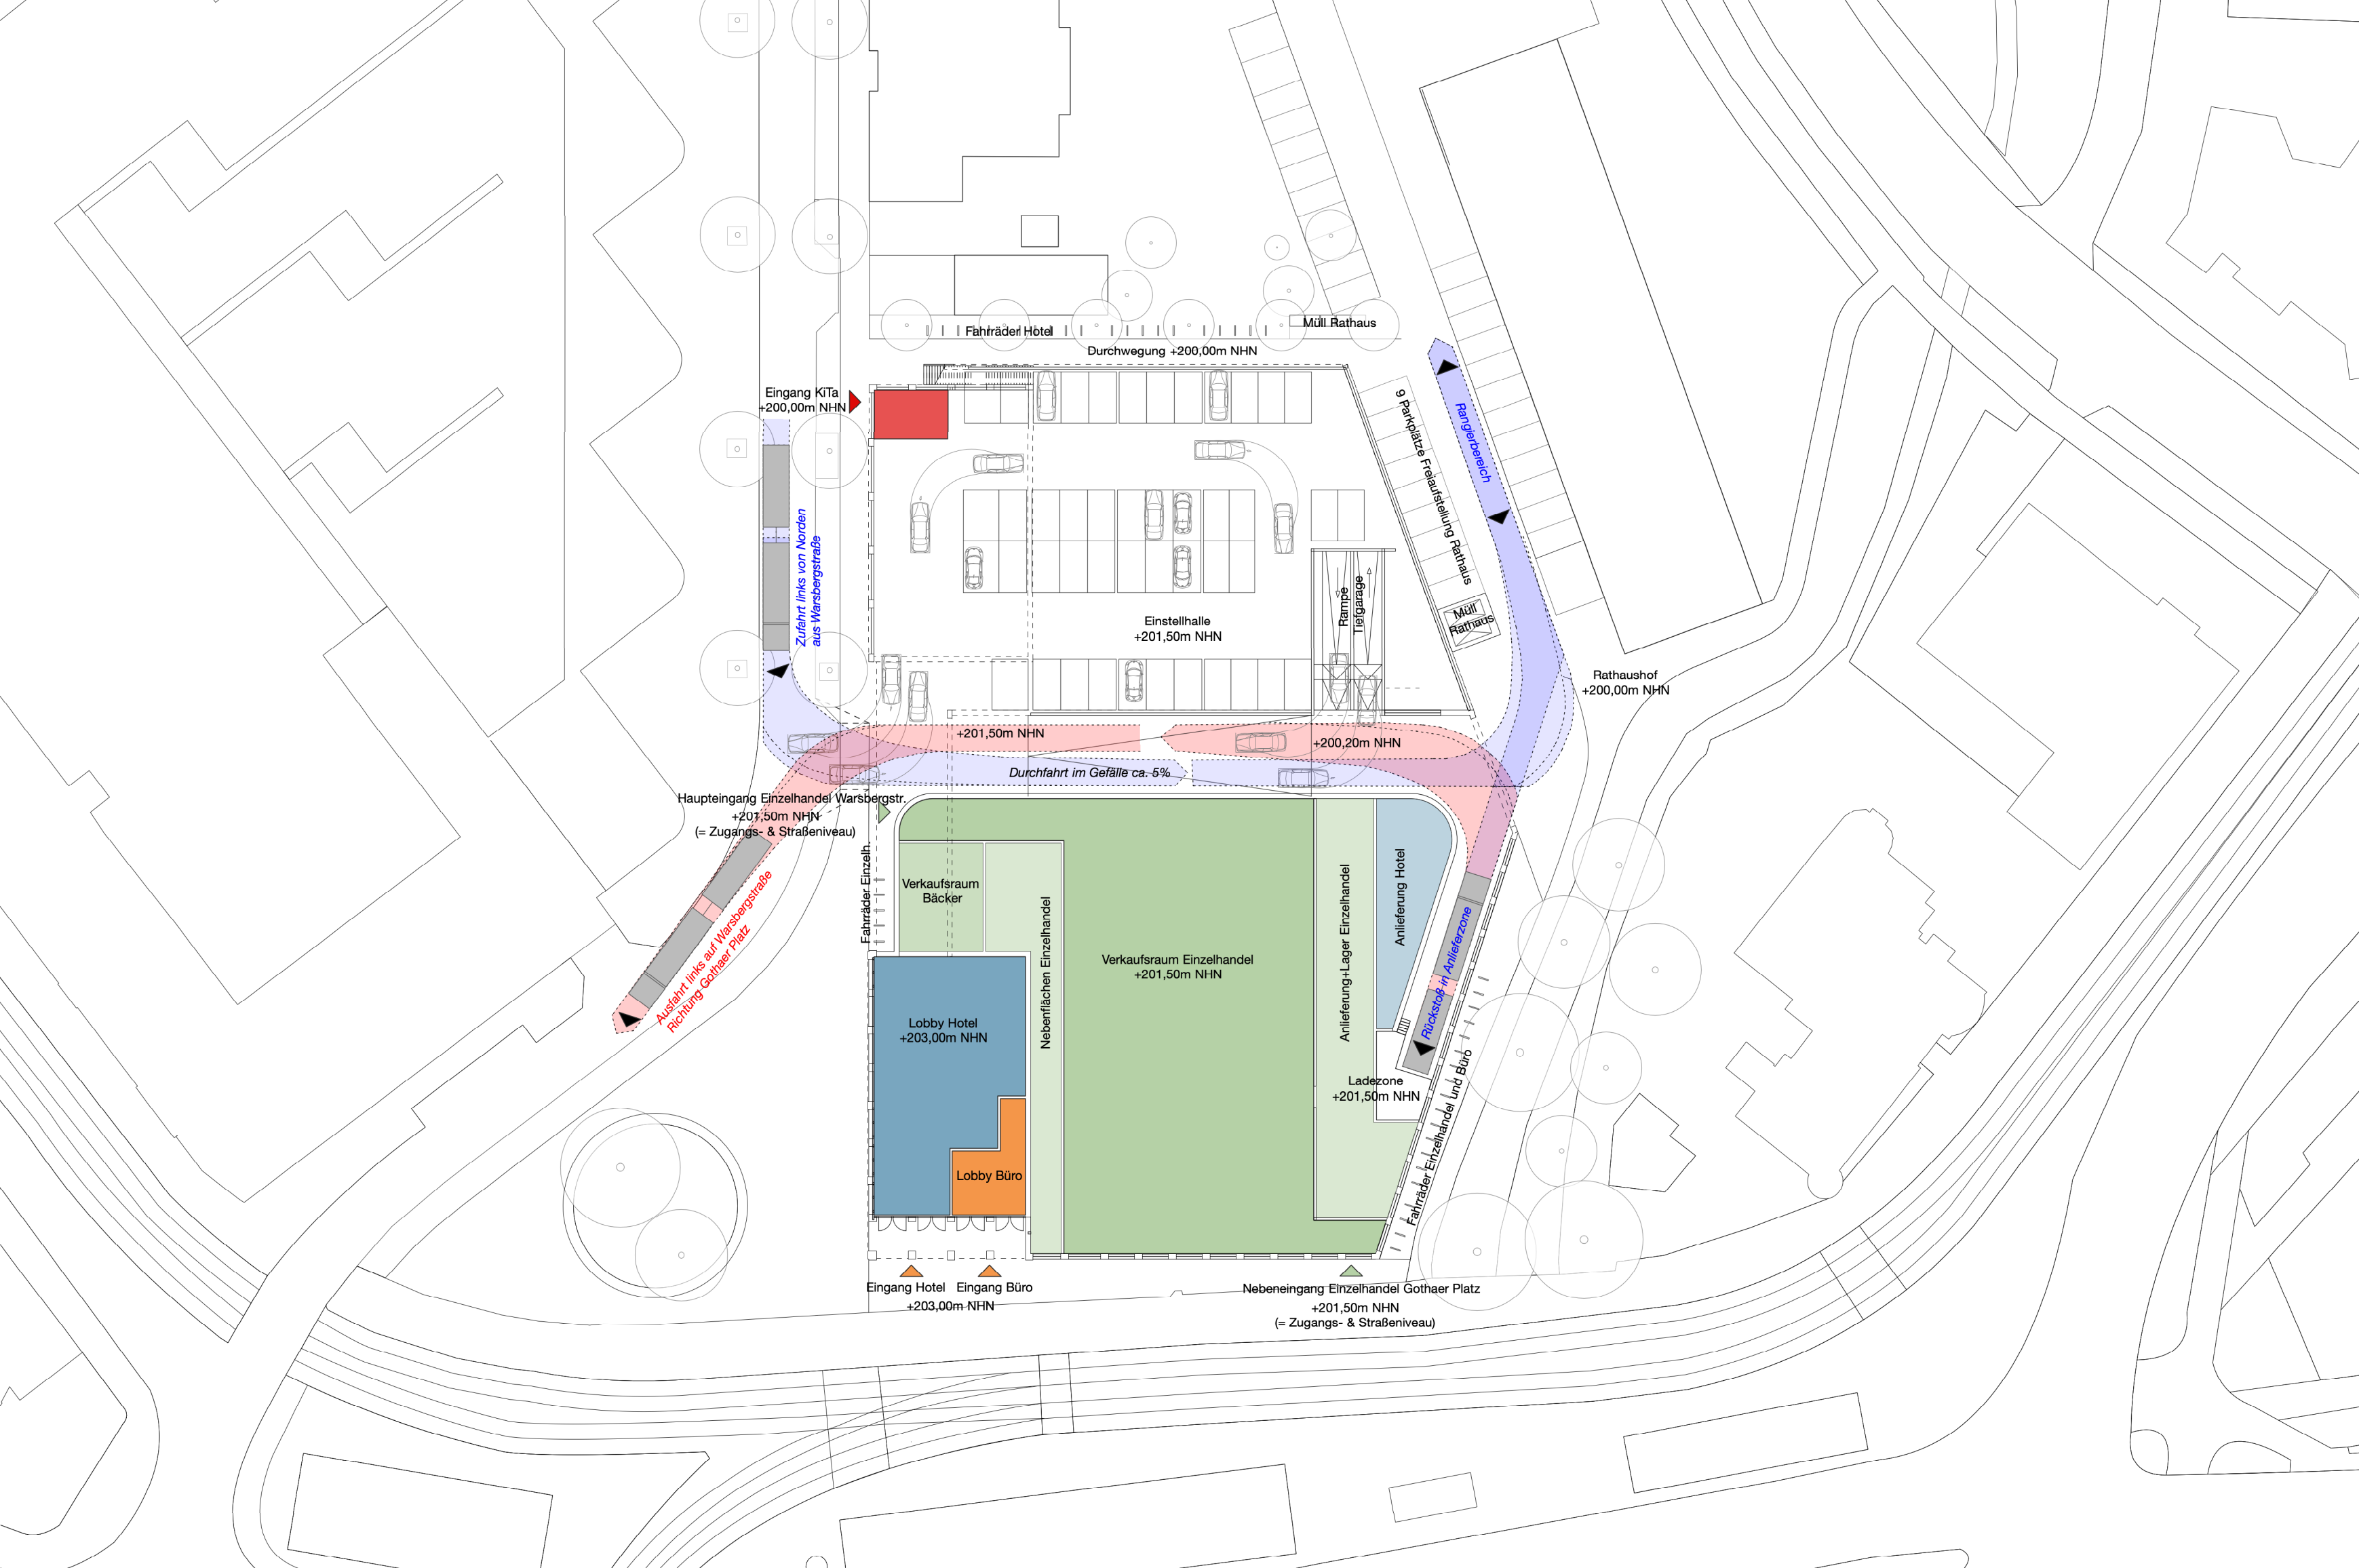 Fahrräder Hotel
Müll Rathaus
Durchwegung +200,00m NHN
Eingang KiTa
+200,00m NHN
9 Parkplätze Freiaufstellung Rathaus
Rangierbereich
Zufahrt links von Norden
aus Warsbergstraße
Einstellhalle
+201,50m NHN
Rampe
Tiefgarage
Müll
Rathaus
Rathaushof
+200,00m NHN
+201,50m NHN
+200,20m NHN
Durchfahrt im Gefälle ca. 5%
Haupteingang Einzelhandel Warsbergstr.
+201,50m NHN
(= Zugangs- & Straßeniveau)
Fahrräder Einzelh.
Verkaufsraum
Bäcker
Nebenflächen Einzelhandel
Verkaufsraum Einzelhandel
+201,50m NHN
Anlieferung+Lager Einzelhandel
Anlieferung Hotel
Rückstoß in Anlieferzone
Ausfahrt links auf Warsbergstraße
Richtung Gothaer Platz
Lobby Hotel
+203,00m NHN
Ladezone
+201,50m NHN
Fahrräder Einzelhandel und Büro
Lobby Büro
Eingang Hotel
Eingang Büro
+203,00m NHN
Nebeneingang Einzelhandel Gothaer Platz
+201,50m NHN
(= Zugangs- & Straßeniveau)